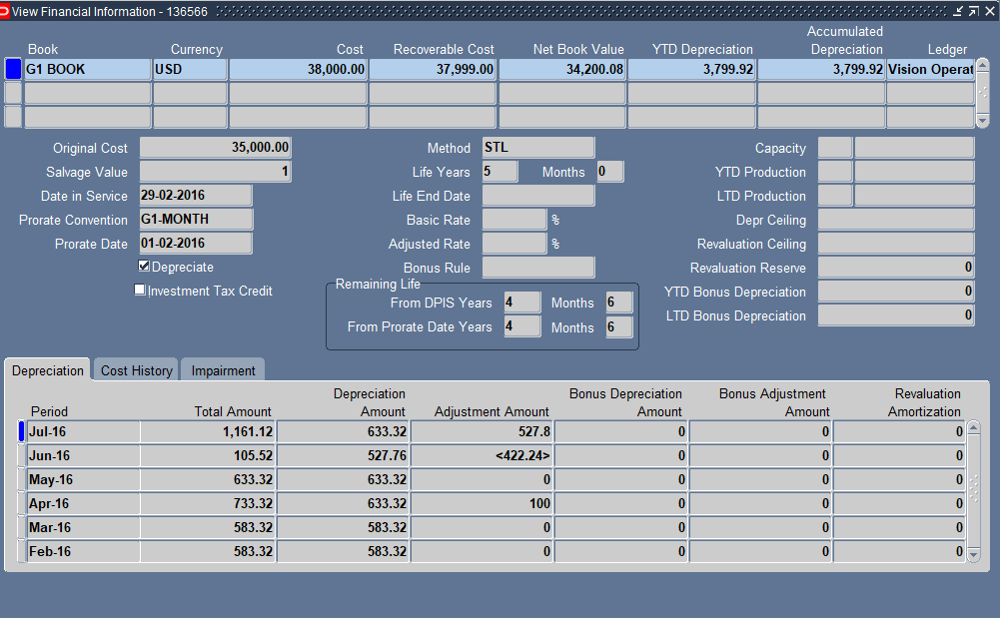 View Financial Information - 136566
Accumulated
Book Currency Cost Recoverable Cost Net Book Value YTD Depreciation Depreciation Ledger
G1 BOOK USD 38,000.00 37,999.00 34,200.08 3,799.92 3,799.92 Vision Operat
Original Cost 35,000.00 Method STL Capacity
Salvage Value 1 Life Years 5 Months 0 YTD Production
Date in Service 29-02-2016 Life End Date LTD Production
Prorate Convention G1-MONTH Basic Rate % Depr Ceiling
Prorate Date 01-02-2016 Adjusted Rate % Revaluation Ceiling
Depreciate Bonus Rule Revaluation Reserve 0
Remaining Life
Investment Tax Credit From DPIS Years 4 Months 6 YTD Bonus Depreciation 0
From Prorate Date Years 4 Months 6 LTD Bonus Depreciation 0
Depreciation Cost History Impairment
Depreciation Bonus Depreciation Bonus Adjustment Revaluation
Period Total Amount Amount Adjustment Amount Amount Amount Amortization
Jul-16 1,161.12 633.32 527.8 0 0 0
Jun-16 105.52 527.76 <422.24> 0 0 0
May-16 633.32 633.32 0 0 0 0
Apr-16 733.32 633.32 100 0 0 0
Mar-16 583.32 583.32 0 0 0 0
Feb-16 583.32 583.32 0 0 0 0